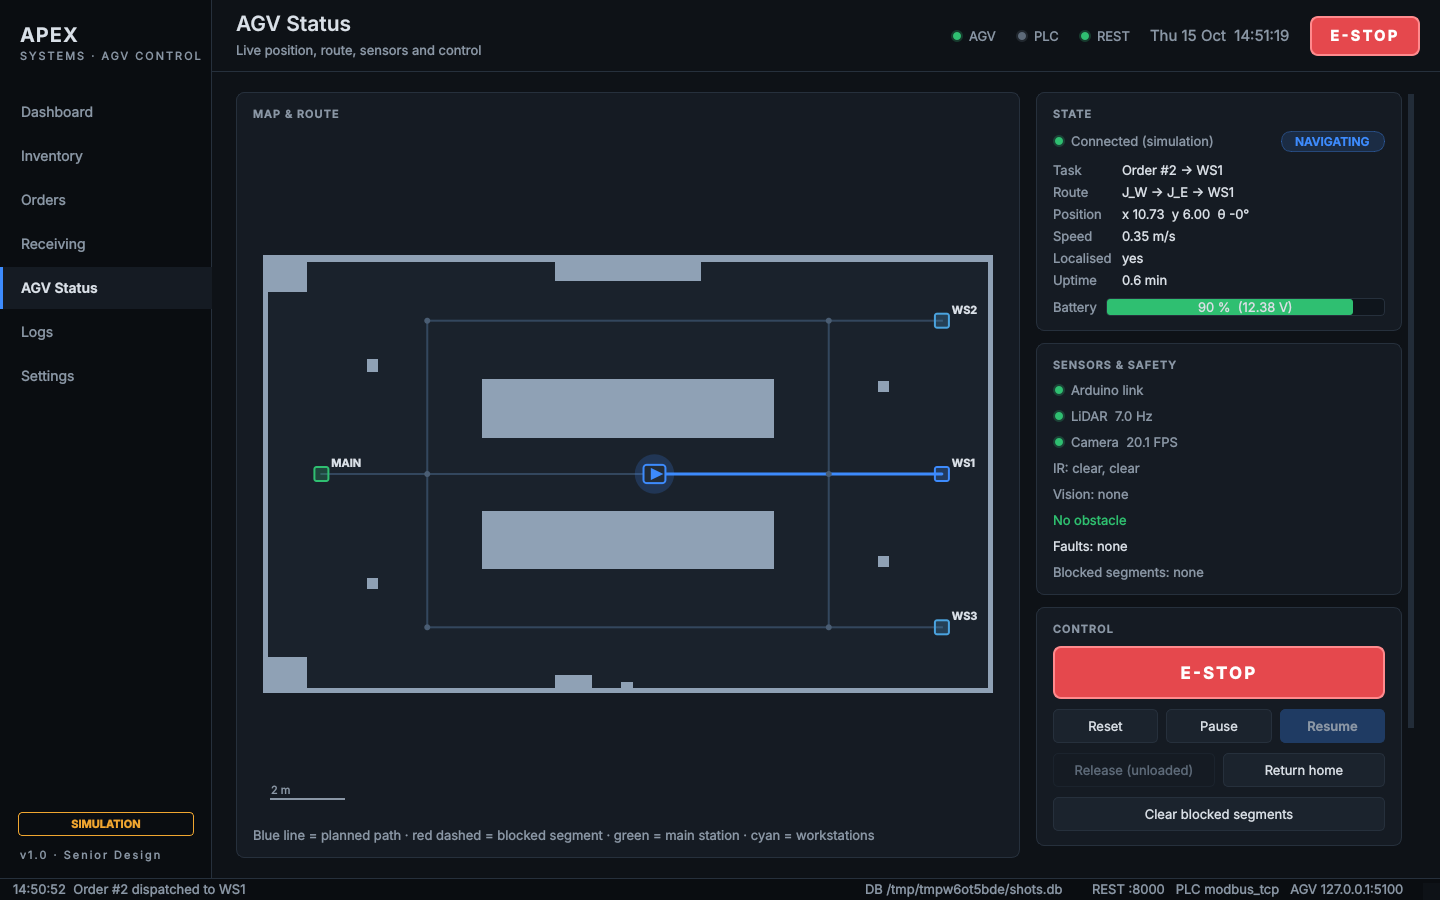 APEX
SYSTEMS · AGV CONTROL
Dashboard
Inventory
Orders
Receiving
AGV Status
Logs
Settings
SIMULATION
v1.0 · Senior Design
AGV Status
Live position, route, sensors and control
AGV PLC REST Thu 15 Oct 14:51:19 E-STOP
MAP & ROUTE
WS2
MAIN
WS1
WS3
2 m
Blue line = planned path · red dashed = blocked segment · green = main station · cyan = workstations
STATE
Connected (simulation) NAVIGATING
Task Order #2 → WS1
Route J_W → J_E → WS1
Position x 10.73 y 6.00 θ -0°
Speed 0.35 m/s
Localised yes
Uptime 0.6 min
Battery 90 % (12.38 V)
SENSORS & SAFETY
Arduino link
LiDAR 7.0 Hz
Camera 20.1 FPS
IR: clear, clear
Vision: none
No obstacle
Faults: none
Blocked segments: none
CONTROL
E-STOP
Reset Pause Resume
Release (unloaded) Return home
Clear blocked segments
14:50:52 Order #2 dispatched to WS1 DB /tmp/tmpw6ot5bde/shots.db REST :8000 PLC modbus_tcp AGV 127.0.0.1:5100